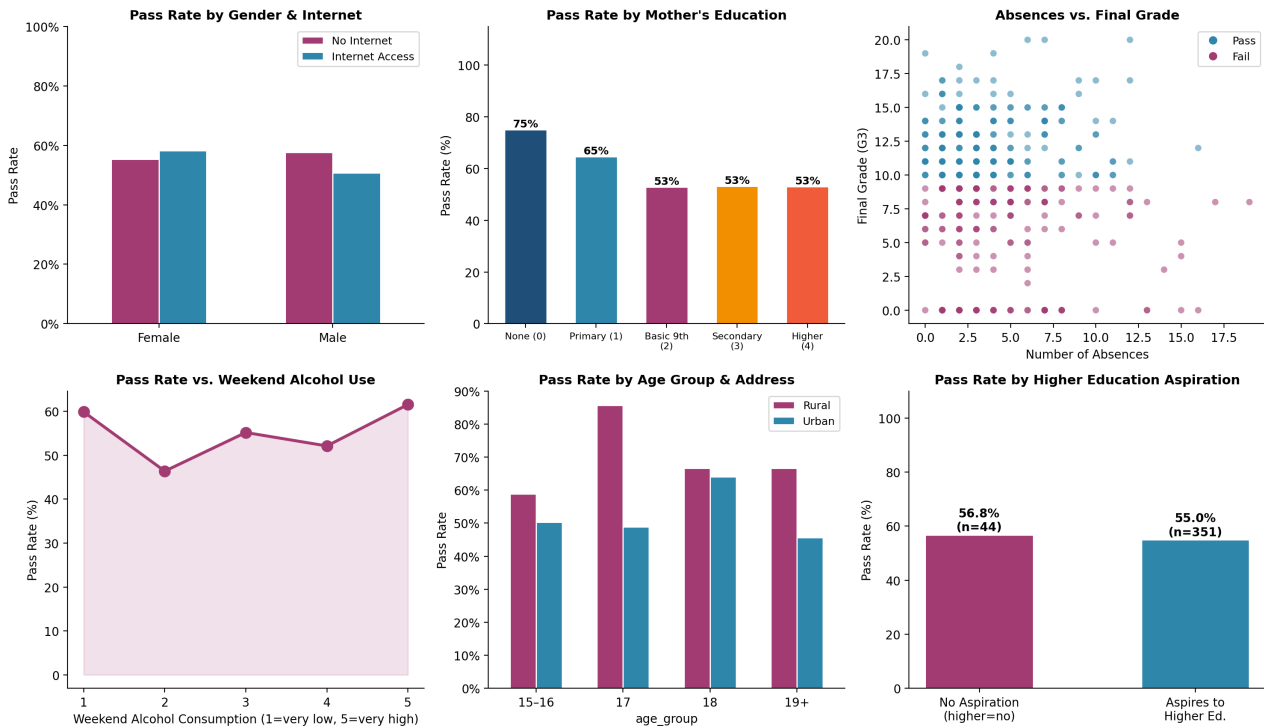 Pass Rate by Gender & Internet
100%
80%
60%
40%
20%
0%
Pass Rate
No Internet
Internet Access
Female
Male
Pass Rate by Mother's Education
100
80
60
40
20
0
Pass Rate (%)
75%
65%
53%
53%
53%
None (0)
Primary (1)
Basic 9th
(2)
Secondary
(3)
Higher
(4)
Absences vs. Final Grade
20.0
17.5
15.0
12.5
10.0
7.5
5.0
2.5
0.0
Final Grade (G3)
Pass
Fail
0.0
2.5
5.0
7.5
10.0
12.5
15.0
17.5
Number of Absences
Pass Rate vs. Weekend Alcohol Use
60
50
40
30
20
10
0
Pass Rate (%)
1
2
3
4
5
Weekend Alcohol Consumption (1=very low, 5=very high)
Pass Rate by Age Group & Address
90%
80%
70%
60%
50%
40%
30%
20%
10%
0%
Pass Rate
Rural
Urban
15-16
17
18
19+
age_group
Pass Rate by Higher Education Aspiration
100
80
60
40
20
0
Pass Rate (%)
56.8%
(n=44)
55.0%
(n=351)
No Aspiration
(higher=no)
Aspires to
Higher Ed.